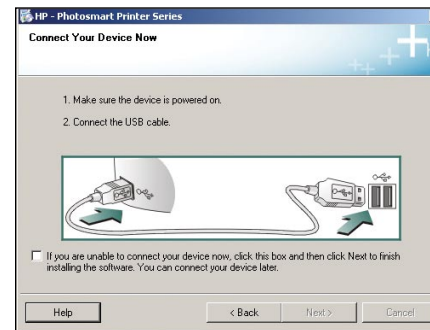 HP - Photosmart Printer Series
Connect Your Device Now
1. Make sure the device is powered on.
2. Connect the USB cable.
If you are unable to connect your device now, click this box and then click Next to finish
installing the software. You can connect your device later.
Help
< Back
Next >
Cancel